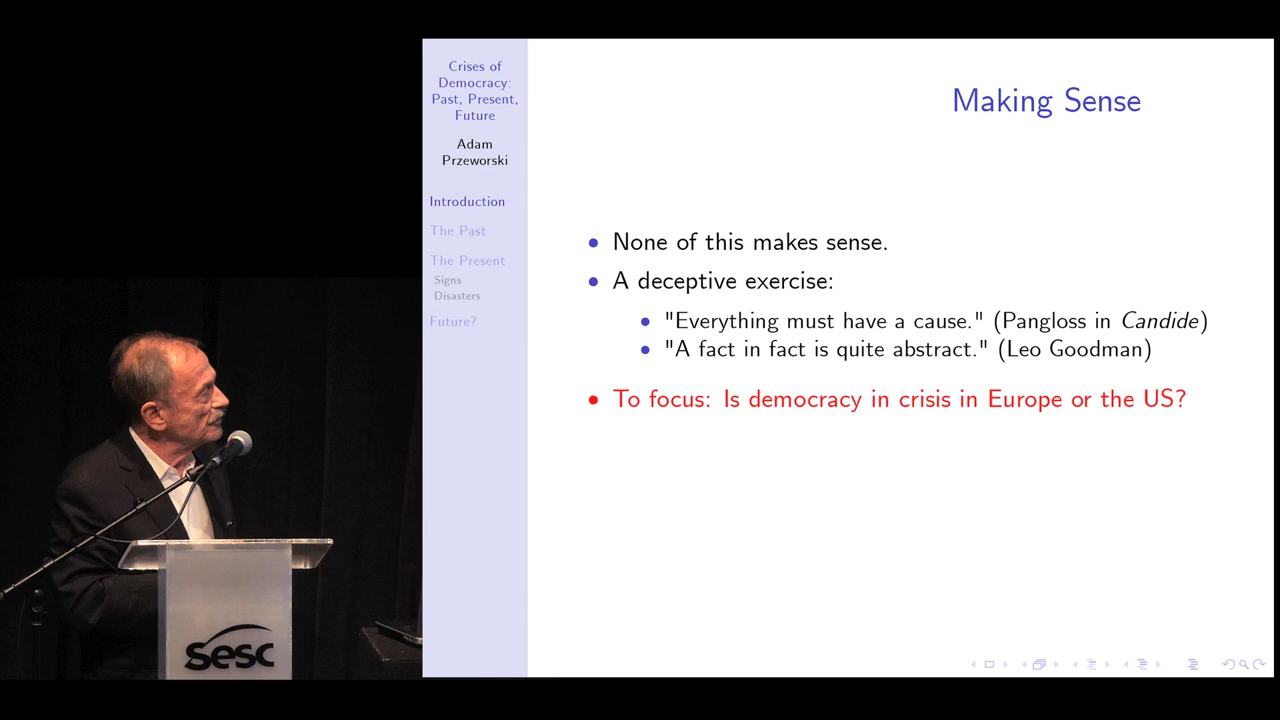 Crises of
Democracy:
Past, Present,
Future
Adam
Przeworski
Introduction
The Past
The Present
Signs
Disasters
Future?
Making Sense
None of this makes sense.
A deceptive exercise:
"Everything must have a cause." (Pangloss in Candide)
"A fact in fact is quite abstract." (Leo Goodman)
To focus: Is democracy in crisis in Europe or the US?
sesc